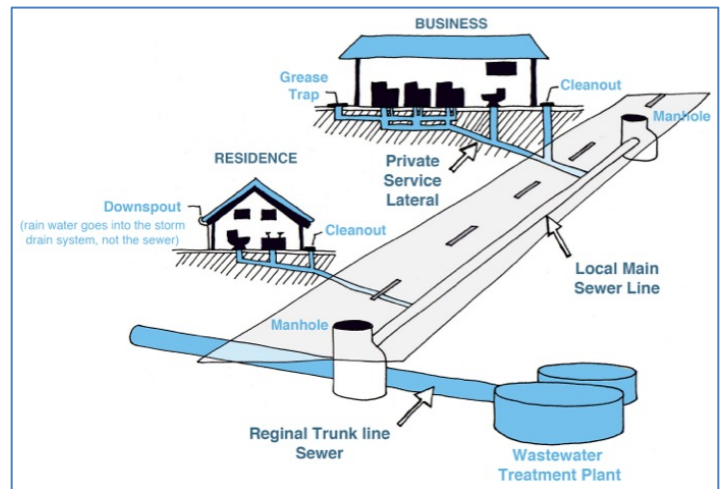 BUSINESS
Grease
Trap
Cleanout
Manhole
Private
Service
Lateral
RESIDENCE
Downspout
(rain water goes into the storm
drain system, not the sewer)
Cleanout
Local Main
Sewer Line
Manhole
Reginal Trunk line
Sewer
Wastewater
Treatment Plant